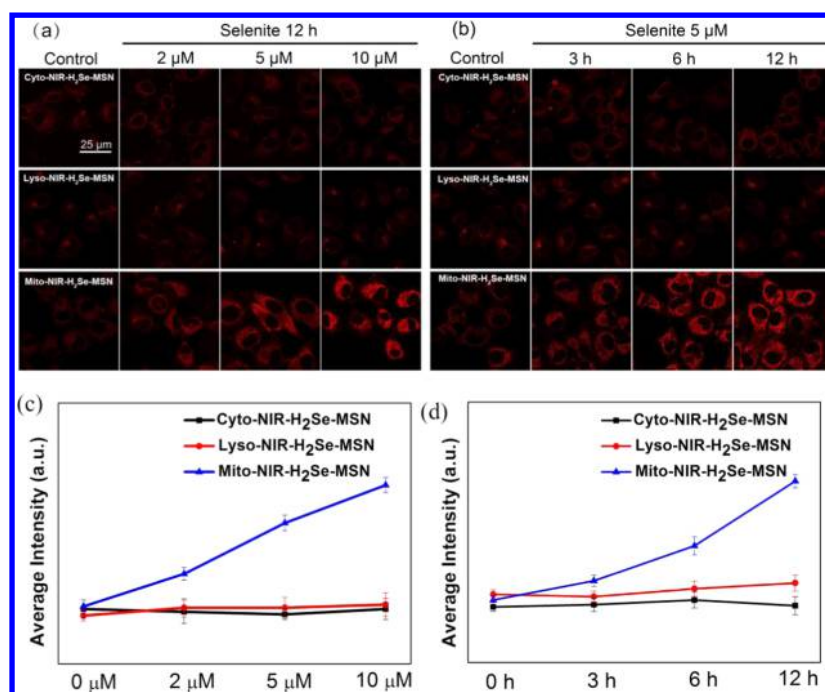 (a)
Selenite 12 h
Control 2 µM 5 µM 10 µM
Cyto-NIR-H₂Se-MSN
25 µm
Lyso-NIR-H₂Se-MSN
Mito-NIR-H₂Se-MSN
(b)
Selenite 5 µM
Control 3 h 6 h 12 h
Cyto-NIR-H₂Se-MSN
Lyso-NIR-H₂Se-MSN
Mito-NIR-H₂Se-MSN
(c)
Cyto-NIR-H₂Se-MSN
Lyso-NIR-H₂Se-MSN
Mito-NIR-H₂Se-MSN
Average Intensity (a.u.)
0 µM 2 µM 5 µM 10 µM
(d)
Cyto-NIR-H₂Se-MSN
Lyso-NIR-H₂Se-MSN
Mito-NIR-H₂Se-MSN
Average Intensity (a.u.)
0 h 3 h 6 h 12 h